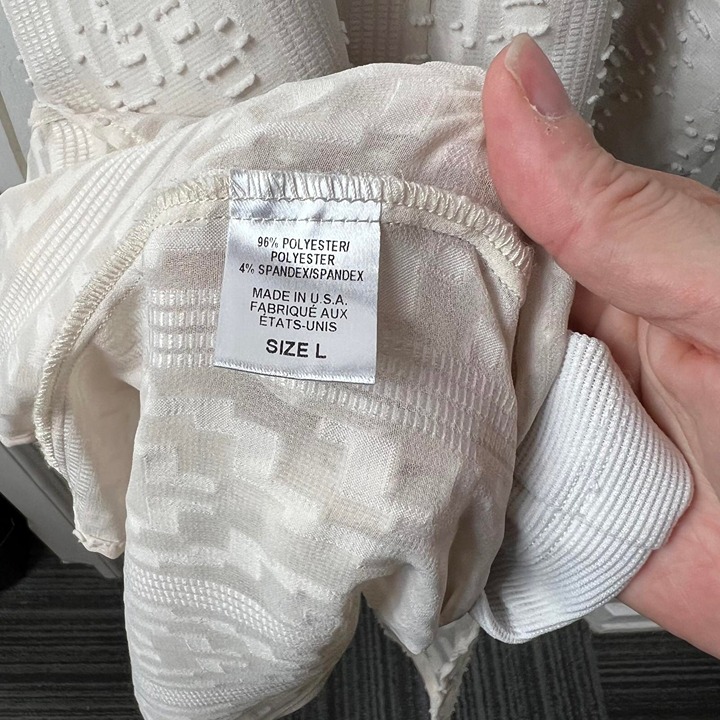 96% POLYESTER/
POLYESTER
4% SPANDEX/SPANDEX
MADE IN U.S.A.
FABRIQUÉ AUX
ÉTATS-UNIS
SIZE L